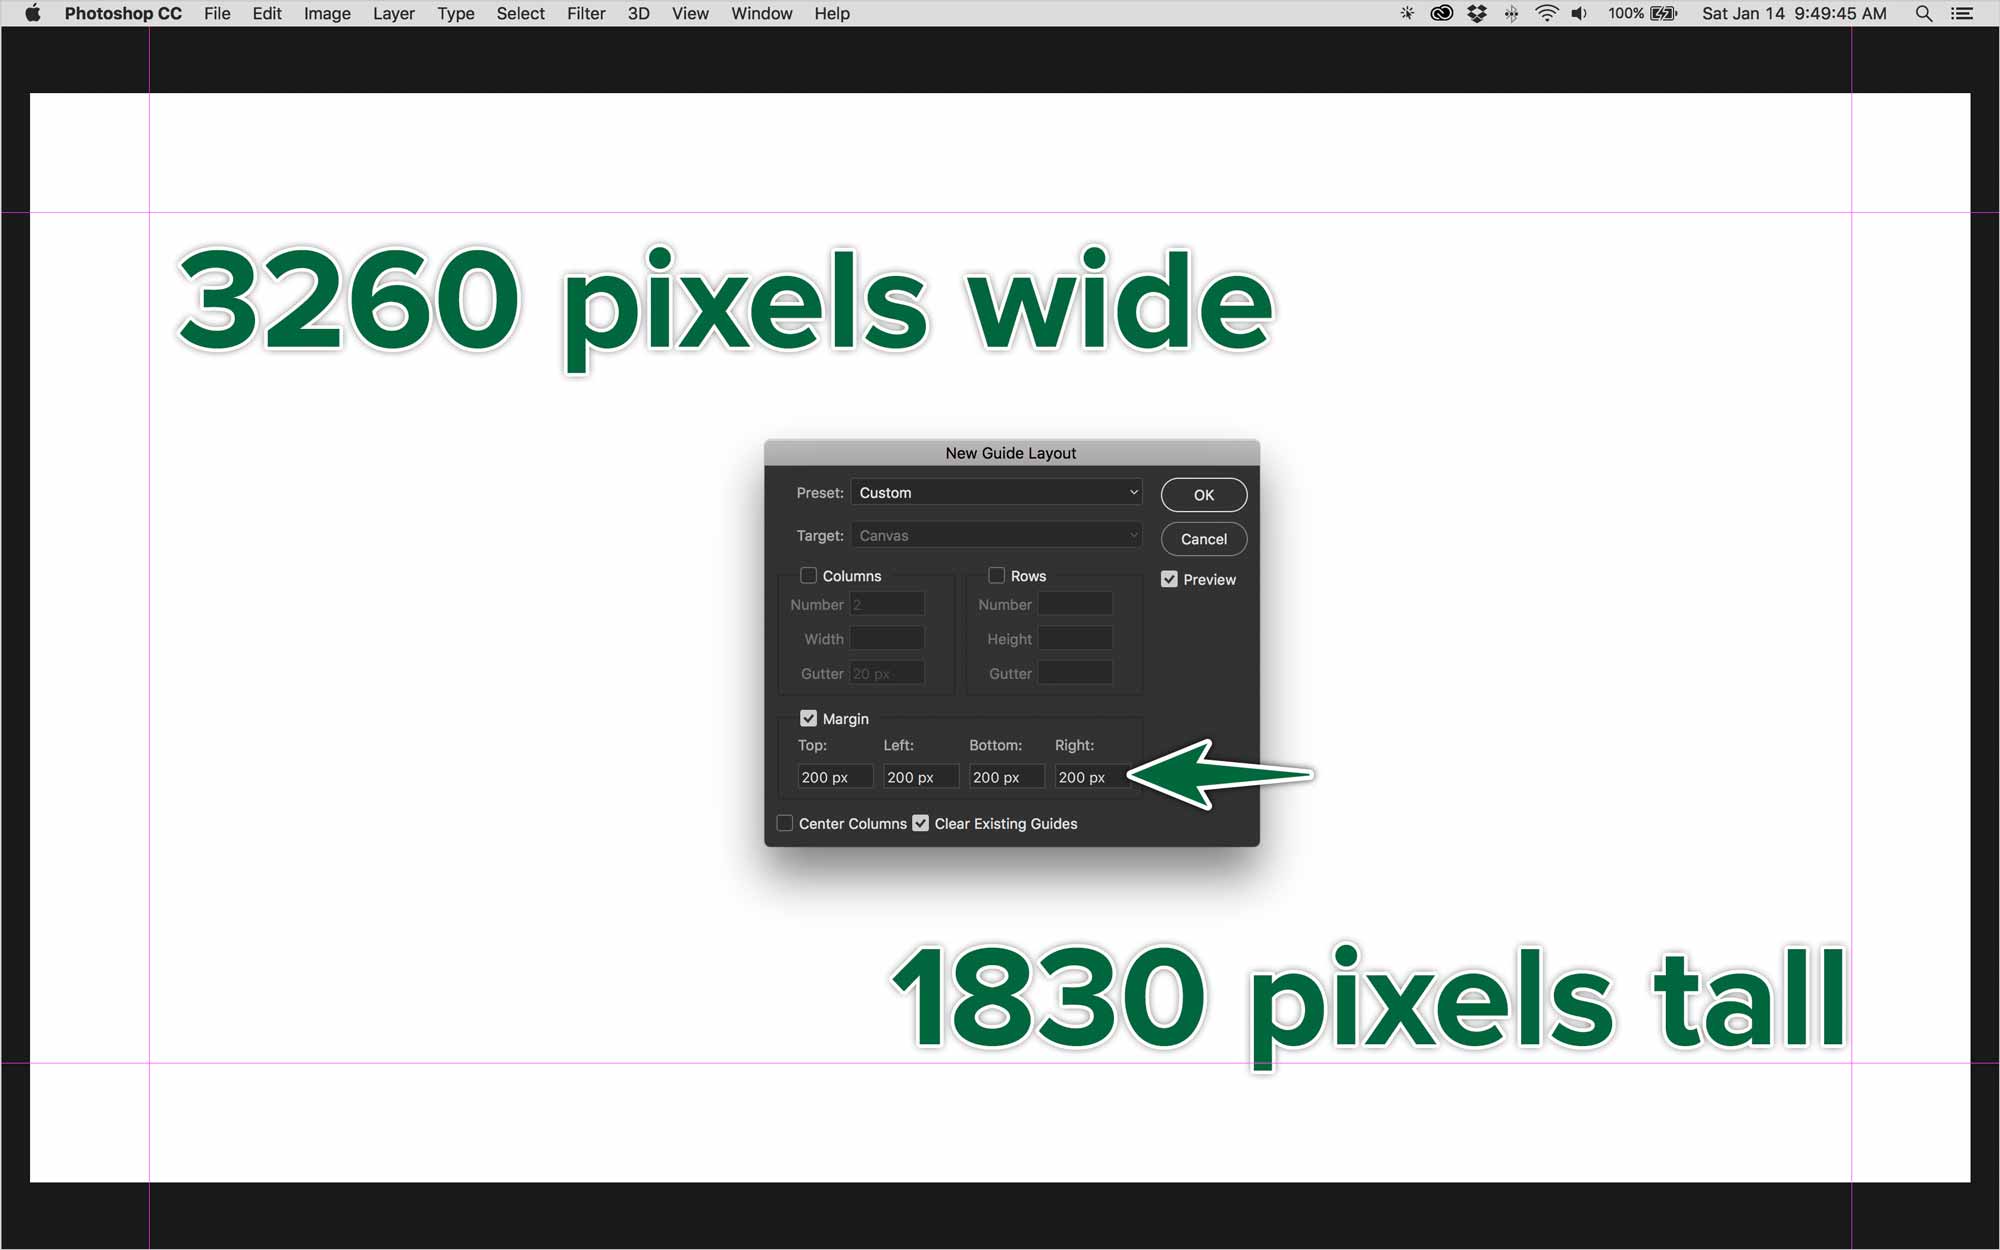 Photoshop CC File Edit Image Layer Type Select Filter 3D View Window Help 100% Sat Jan 14 9:49:45 AM
3260 pixels wide
New Guide Layout
Preset: Custom OK
Target: Canvas Cancel
Columns Rows Preview
Number 2 Number
Width Height
Gutter 20 px Gutter
Margin
Top: Left: Bottom: Right:
200 px 200 px 200 px 200 px
Center Columns Clear Existing Guides
1830 pixels tall